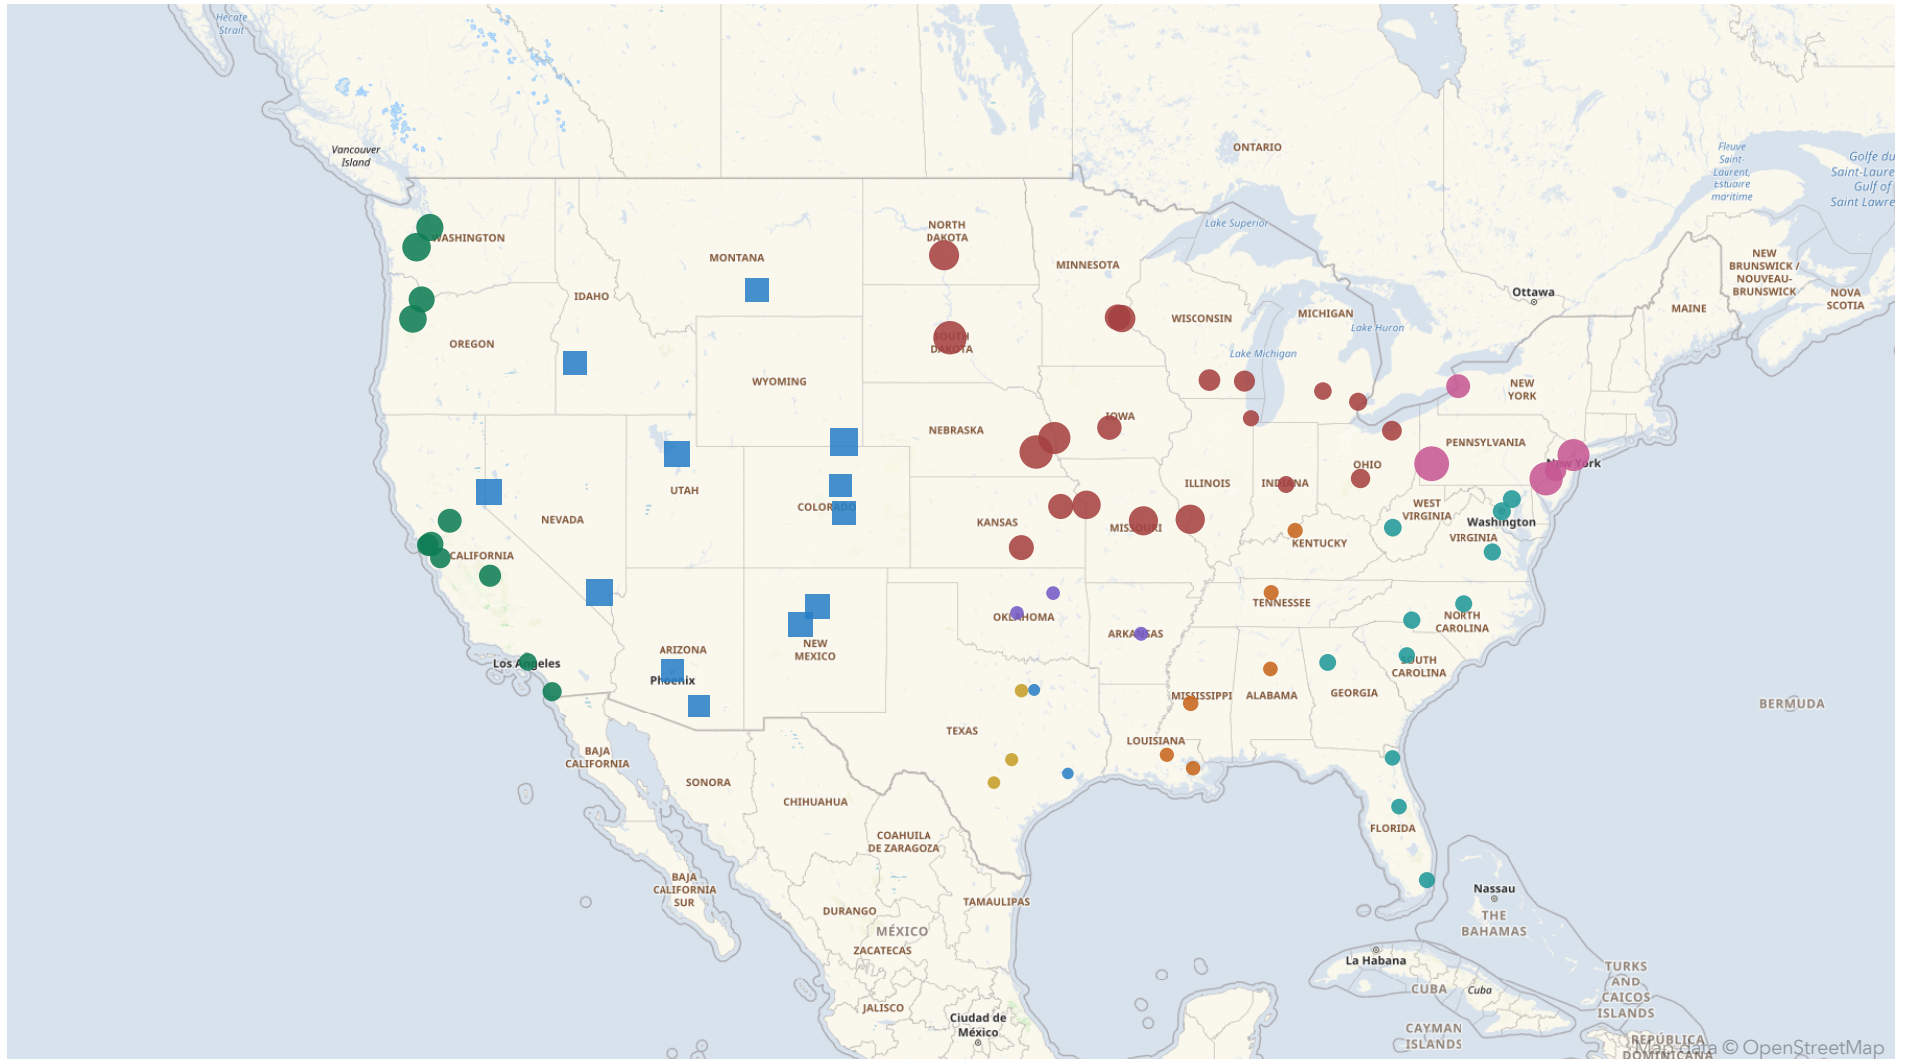 Hecate
Strait
Vancouver
Island
ONTARIO
Fleuve
Saint-
Laurent,
Estuaire
maritime
Golfe du
Saint-Laure
Gulf of
Saint Lawre
Lake Superior
NORTH
DAKOTA
WASHINGTON
MONTANA
MINNESOTA
NEW
BRUNSWICK /
NOUVEAU-
BRUNSWICK
NOVA
SCOTIA
IDAHO
Ottawa
MAINE
WISCONSIN
MICHIGAN
Lake Huron
OREGON
SOUTH
DAKOTA
Lake Michigan
WYOMING
NEW
YORK
IOWA
NEBRASKA
PENNSYLVANIA
New York
OHIO
UTAH
ILLINOIS
INDIANA
COLORADO
WEST
VIRGINIA
NEVADA
KANSAS
MISSOURI
Washington
VIRGINIA
KENTUCKY
CALIFORNIA
TENNESSEE
OKLAHOMA
NORTH
CAROLINA
ARKANSAS
ARIZONA
NEW
MEXICO
Los Angeles
SOUTH
CAROLINA
Phoenix
MISSISSIPPI
ALABAMA
GEORGIA
BERMUDA
TEXAS
LOUISIANA
BAJA
CALIFORNIA
SONORA
CHIHUAHUA
FLORIDA
COAHUILA
DE ZARAGOZA
BAJA
CALIFORNIA
SUR
Nassau
TAMAULIPAS
DURANGO
THE
BAHAMAS
MÉXICO
ZACATECAS
La Habana
TURKS
AND
CAICOS
ISLANDS
CUBA
Cuba
JALISCO
Ciudad de
México
CAYMAN
ISLANDS
REPÚBLICA
DOMINICANA
Map data © OpenStreetMap